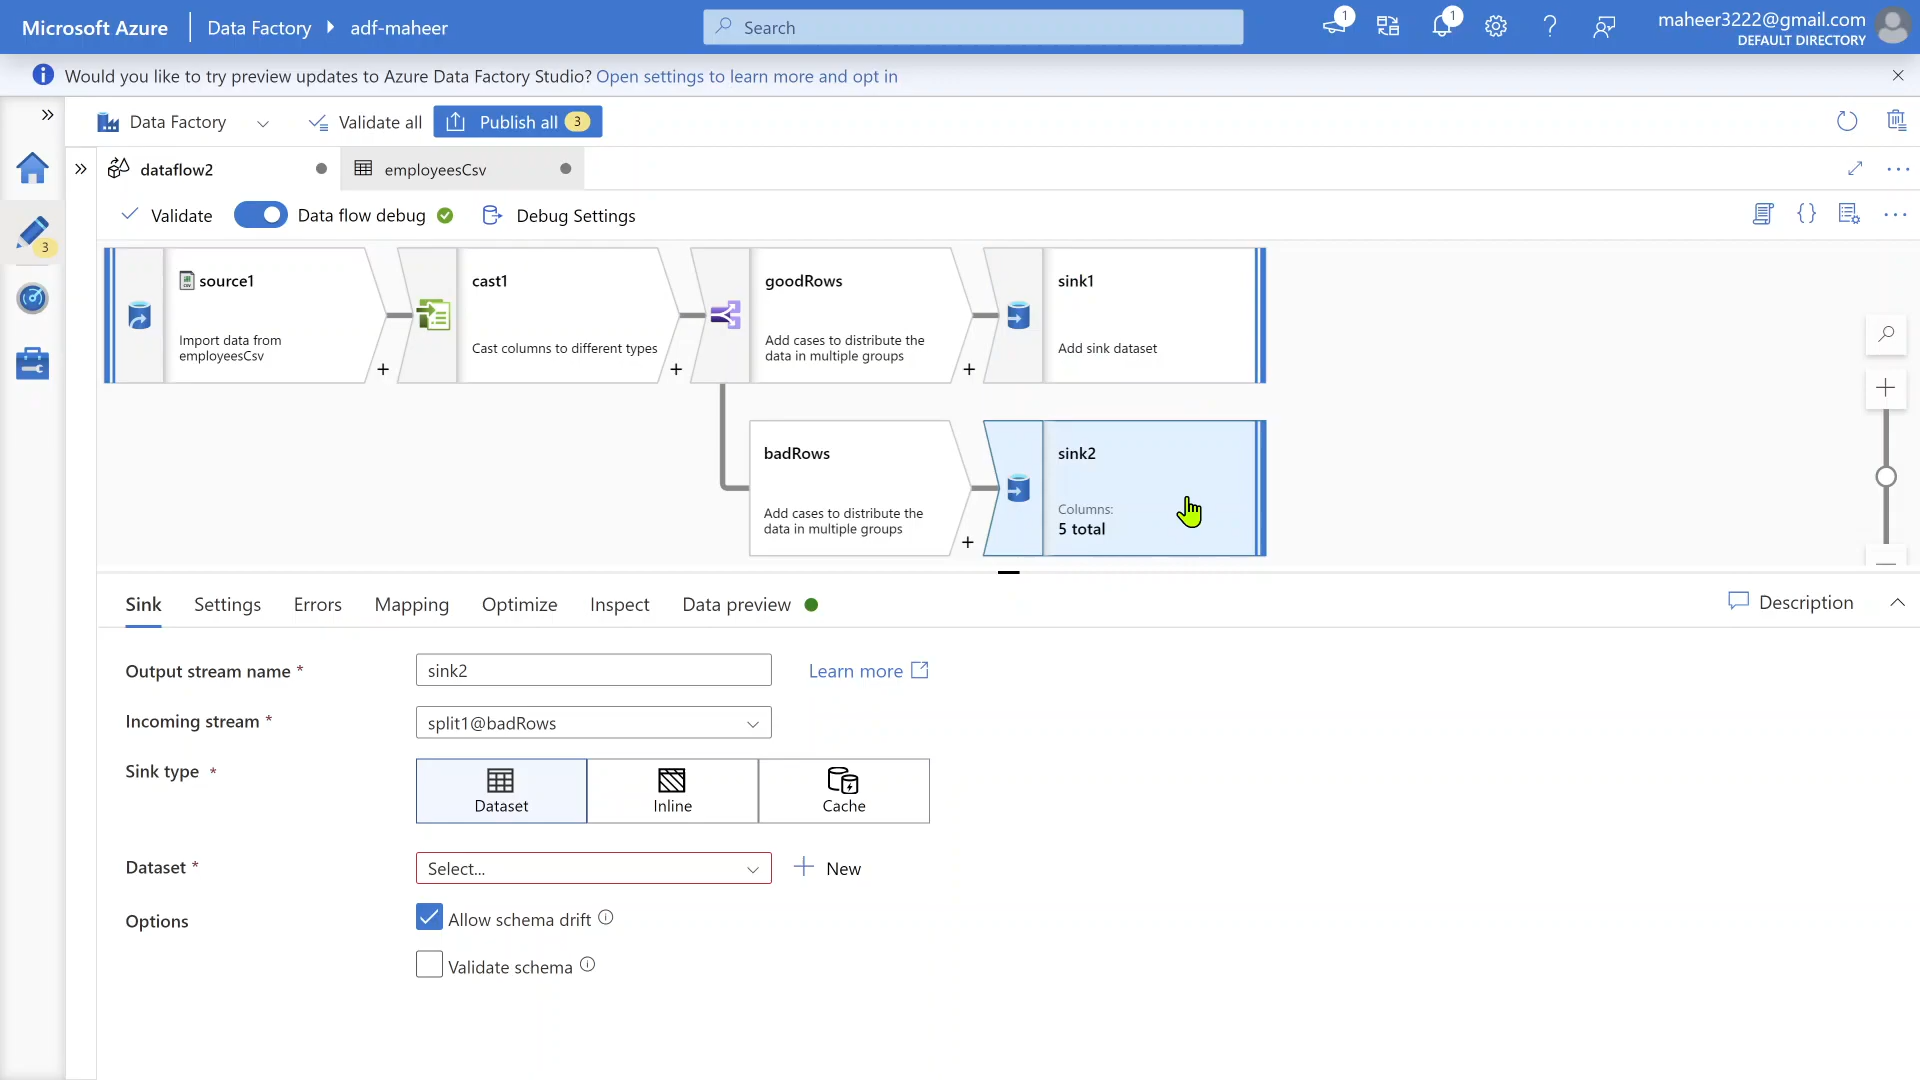 Microsoft Azure
Data Factory
adf-maheer
Search
1
1
maheer3222@gmail.com
DEFAULT DIRECTORY
Would you like to try preview updates to Azure Data Factory Studio? Open settings to learn more and opt in
Data Factory
Validate all
Publish all 3
dataflow2
employeesCsv
Validate
Data flow debug
Debug Settings
3
source1
Import data from
employeesCsv
cast1
Cast columns to different types
goodRows
Add cases to distribute the
data in multiple groups
sink1
Add sink dataset
badRows
Add cases to distribute the
data in multiple groups
sink2
Columns:
5 total
Sink
Settings
Errors
Mapping
Optimize
Inspect
Data preview
Description
Output stream name *
sink2
Learn more
Incoming stream *
split1@badRows
Sink type *
Dataset
Inline
Cache
Dataset *
Select...
New
Options
Allow schema drift
Validate schema